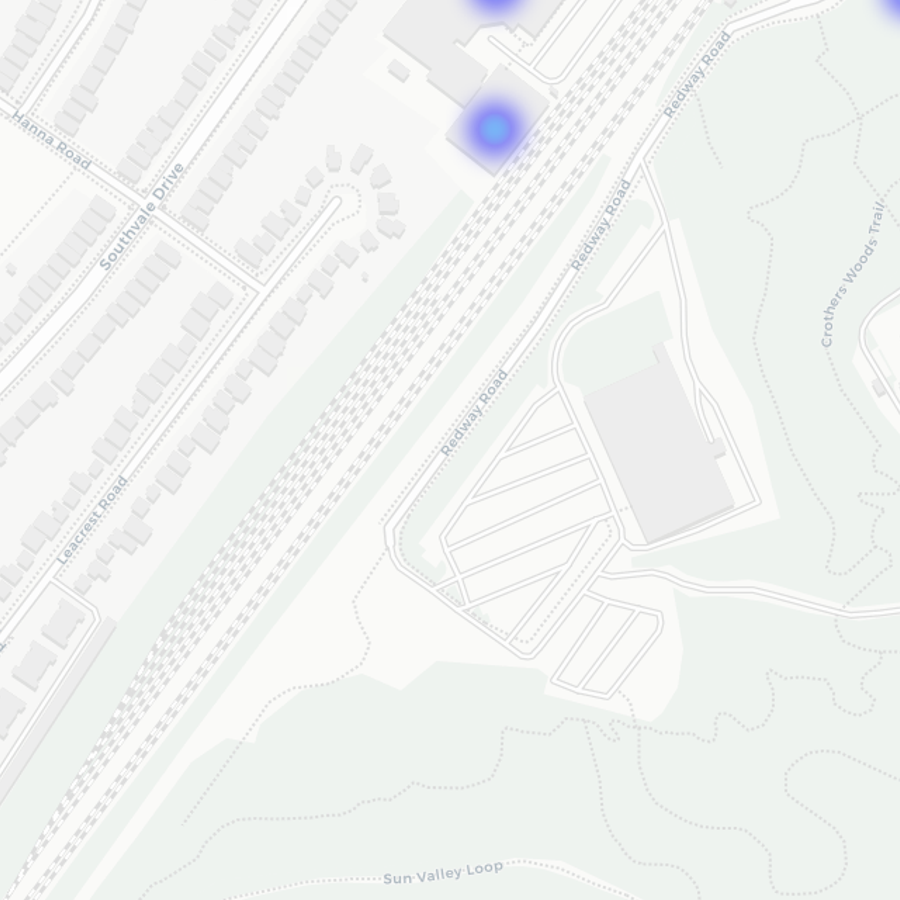 Redway Road
Hanna Road
Southvale Drive
Redway Road
Crothers Woods Trail
Redway Road
Leacrest Road
Sun Valley Loop